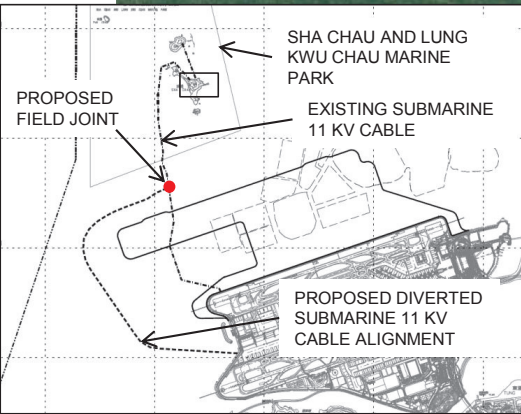 SHA CHAU AND LUNG
KWU CHAU MARINE
PARK
PROPOSED
FIELD JOINT
EXISTING SUBMARINE
11 KV CABLE
PROPOSED DIVERTED
SUBMARINE 11 KV
CABLE ALIGNMENT